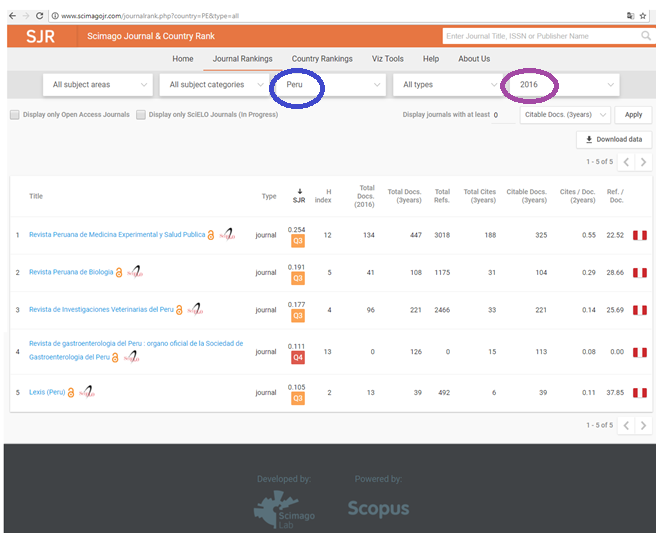 www.scimagojr.com/journalrank.php?country=PE&type=all
SJR Scimago Journal & Country Rank Enter Journal Title, ISSN or Publisher Name
Home Journal Rankings Country Rankings Viz Tools Help About Us
All subject areas All subject categories Peru All types 2016
Display only Open Access Journals Display only SciELO Journals (In Progress) Display journals with at least 0 Citable Docs. (3years) Apply
Download data
1 - 5 of 5
Title Type SJR H index Total Docs. (2016) Total Docs. (3years) Total Refs. Total Cites (3years) Citable Docs. (3years) Cites / Doc. (2years) Ref. / Doc.
1 Revista Peruana de Medicina Experimental y Salud Publica journal 0.254 Q3 12 134 447 3018 188 325 0.55 22.52
2 Revista Peruana de Biologia journal 0.191 Q3 5 41 108 1175 31 104 0.29 28.66
3 Revista de Investigaciones Veterinarias del Peru journal 0.177 Q3 4 96 221 2466 33 221 0.14 25.69
4 Revista de gastroenterologia del Peru : organo oficial de la Sociedad de
Gastroenterologia del Peru journal 0.111 Q4 13 0 126 0 15 113 0.08 0.00
5 Lexis (Peru) journal 0.105 Q3 2 13 39 492 6 39 0.11 37.85
1 - 5 of 5
Developed by: Powered by:
Scimago Lab Scopus